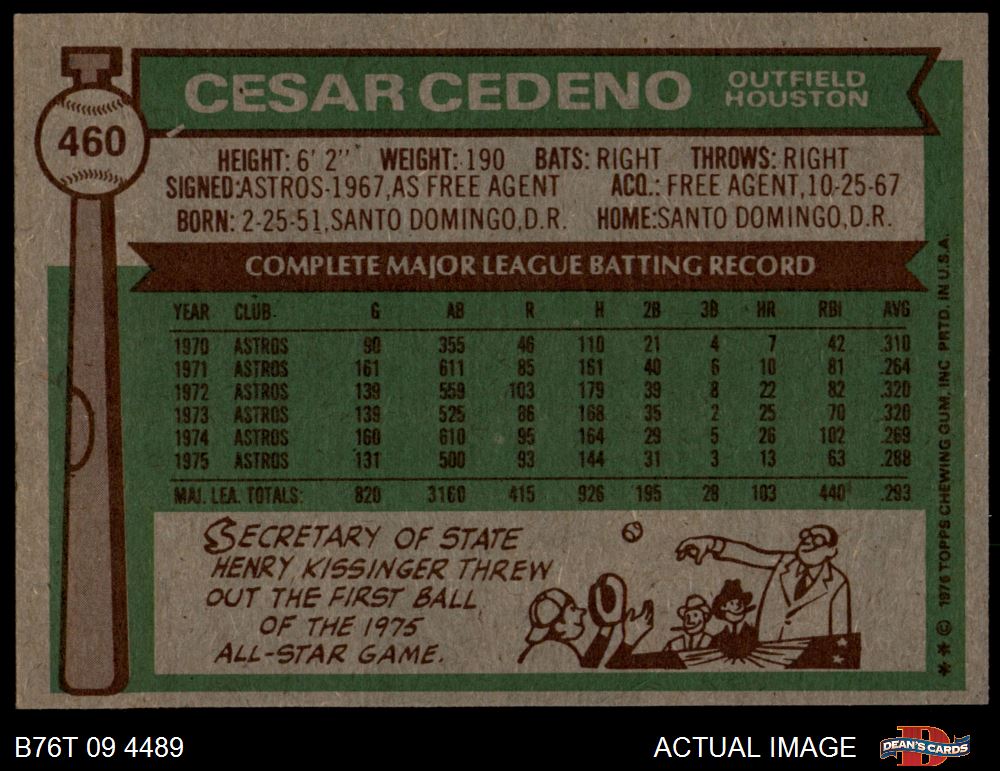 CESAR CEDENO
OUTFIELD
HOUSTON
460
HEIGHT: 6' 2" WEIGHT: 190 BATS: RIGHT THROWS: RIGHT
SIGNED: ASTROS-1967, AS FREE AGENT ACQ.: FREE AGENT, 10-25-67
BORN: 2-25-51, SANTO DOMINGO, D.R. HOME: SANTO DOMINGO, D.R.
COMPLETE MAJOR LEAGUE BATTING RECORD
YEAR CLUB G AB R H 2B 3B HR RBI AVG
1970 ASTROS 90 355 46 110 21 4 7 42 .310
1971 ASTROS 161 611 85 161 40 6 10 81 .264
1972 ASTROS 139 559 103 179 39 8 22 82 .320
1973 ASTROS 139 525 86 168 35 2 25 70 .320
1974 ASTROS 160 610 95 164 29 5 26 102 .269
1975 ASTROS 131 500 93 144 31 3 13 63 .288
MAJ. LEA. TOTALS: 820 3160 415 926 195 28 103 440 .293
SECRETARY OF STATE
HENRY KISSINGER THREW
OUT THE FIRST BALL
OF THE 1975
ALL-STAR GAME.
** © 1976 TOPPS CHEWING GUM, INC PRTD. IN U.S.A.
B76T 09 4489
ACTUAL IMAGE
DEAN'S CARDS